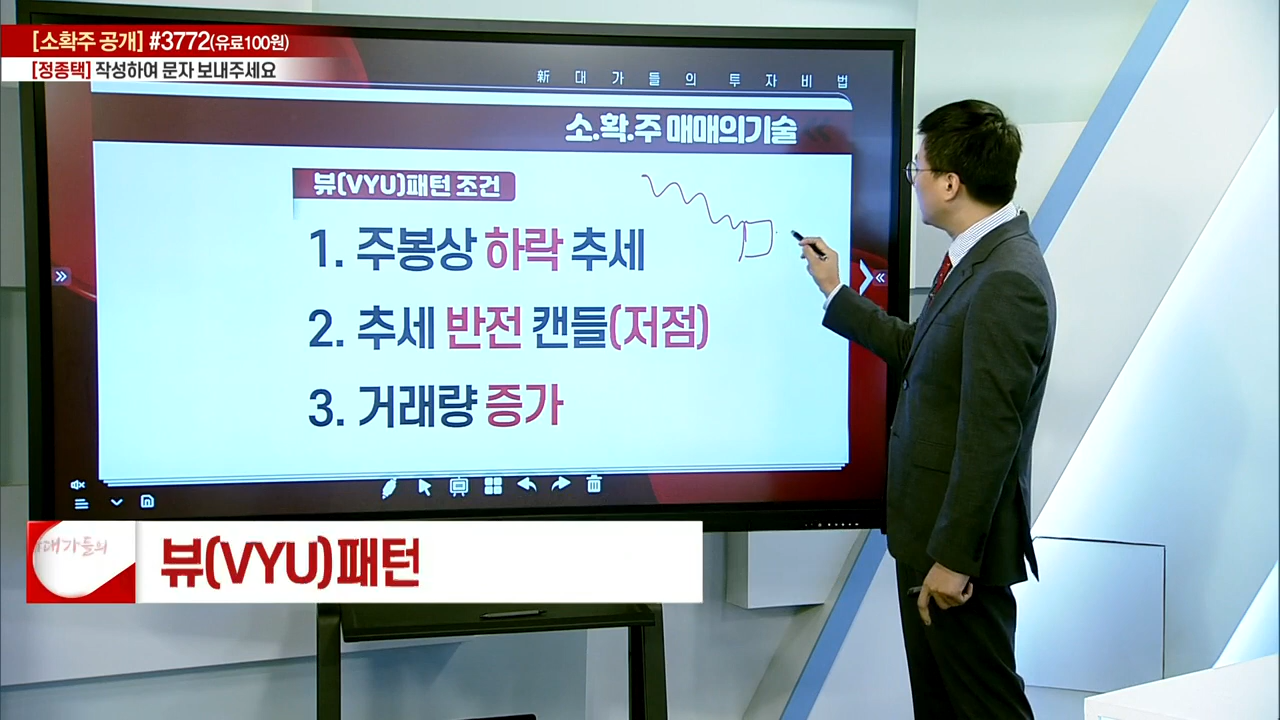 [소확주 공개] #3772(유료100원)
[정종택] 작성하여 문자 보내주세요
新 대가들의 투자비법
소.확.주 매매의기술
뷰(VYU)패턴 조건
1. 주봉상 하락 추세
2. 추세 반전 캔들(저점)
3. 거래량 증가
대가들의
뷰(VYU)패턴